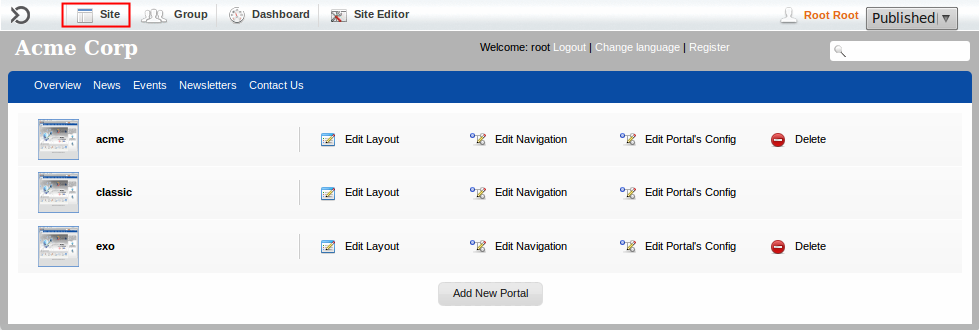 Site Group Dashboard Site Editor Root Root Published
Acme Corp Welcome: root Logout | Change language | Register
Overview News Events Newsletters Contact Us
acme Edit Layout Edit Navigation Edit Portal's Config Delete
classic Edit Layout Edit Navigation Edit Portal's Config
exo Edit Layout Edit Navigation Edit Portal's Config Delete
Add New Portal